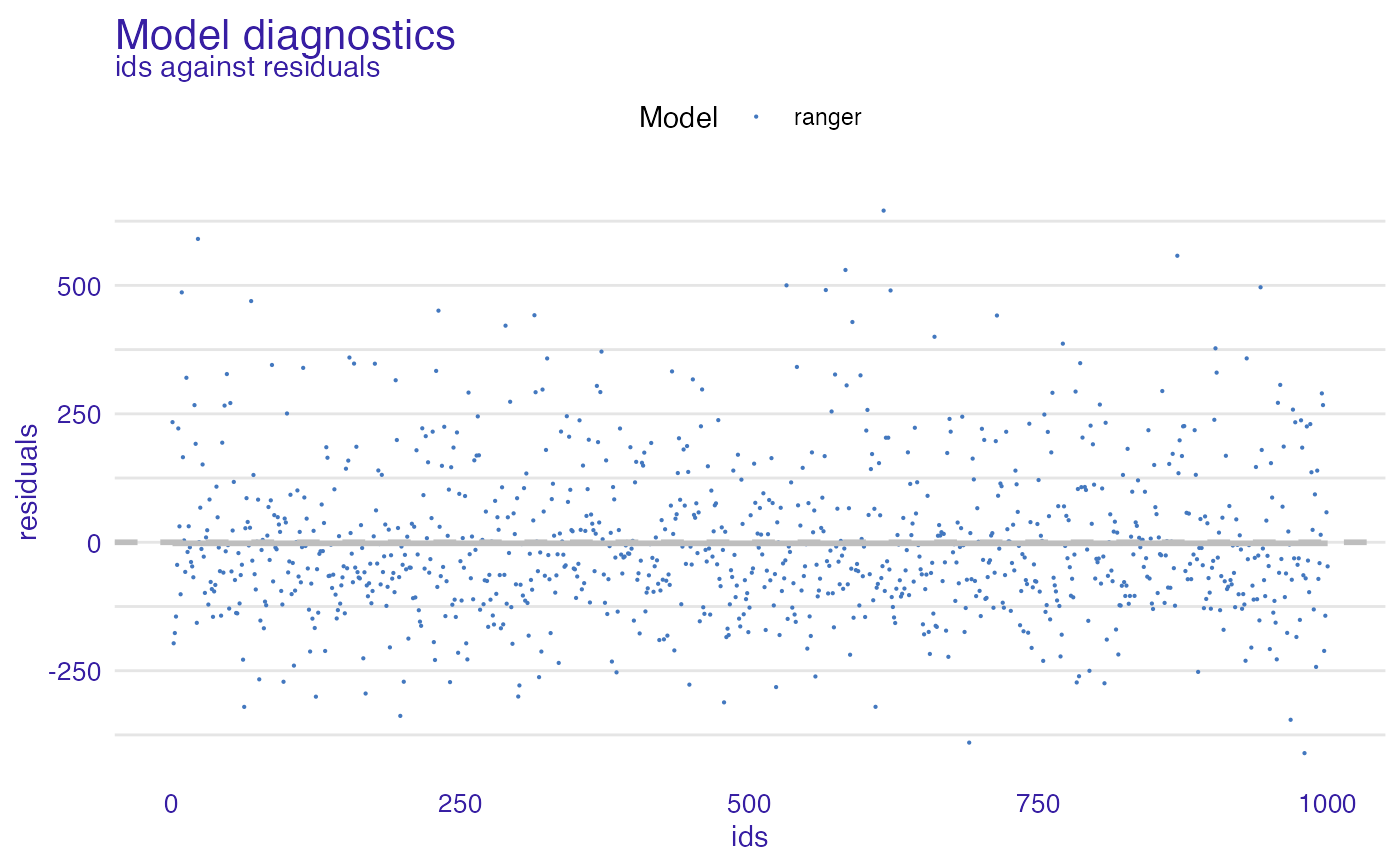 Model diagnostics
ids against residuals
Model ranger
500
250
0
-250
residuals
0 250 500 750 1000
ids